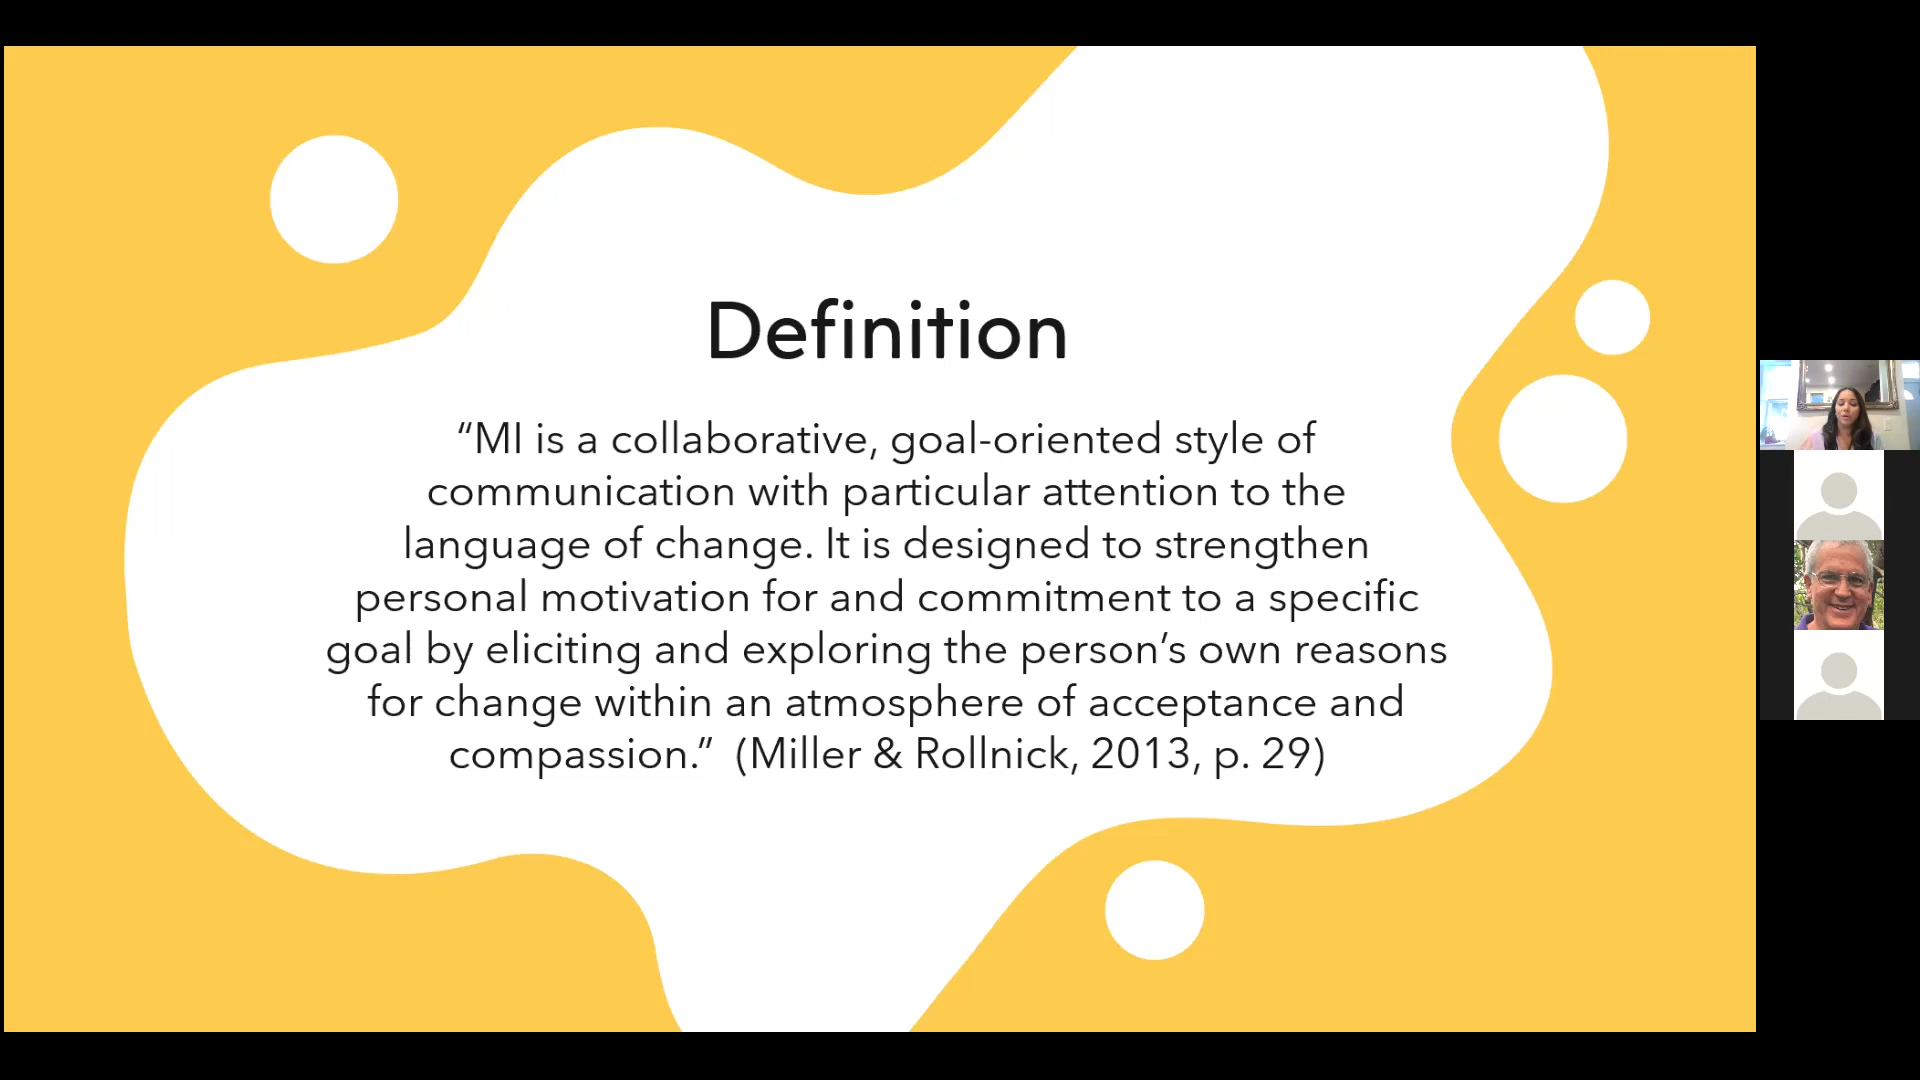 Definition
“MI is a collaborative, goal-oriented style of
communication with particular attention to the
language of change. It is designed to strengthen
personal motivation for and commitment to a specific
goal by eliciting and exploring the person’s own reasons
for change within an atmosphere of acceptance and
compassion.”  (Miller & Rollnick, 2013, p. 29)